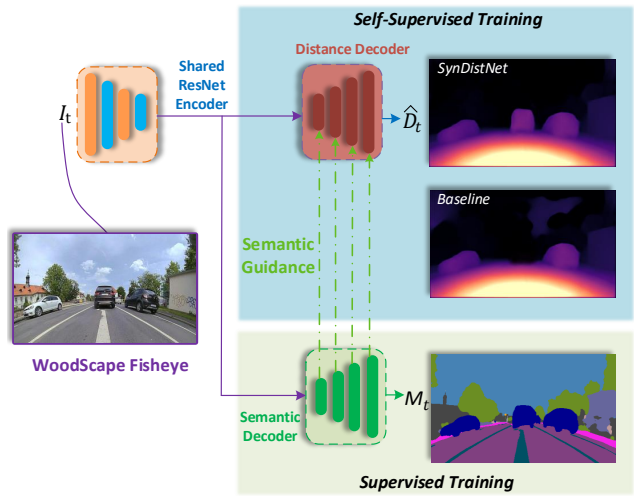 Self-Supervised Training
Distance Decoder
SynDistNet
Shared
ResNet
Encoder
I_t
D̂_t
Baseline
Semantic
Guidance
WoodScape Fisheye
Semantic
Decoder
M_t
Supervised Training